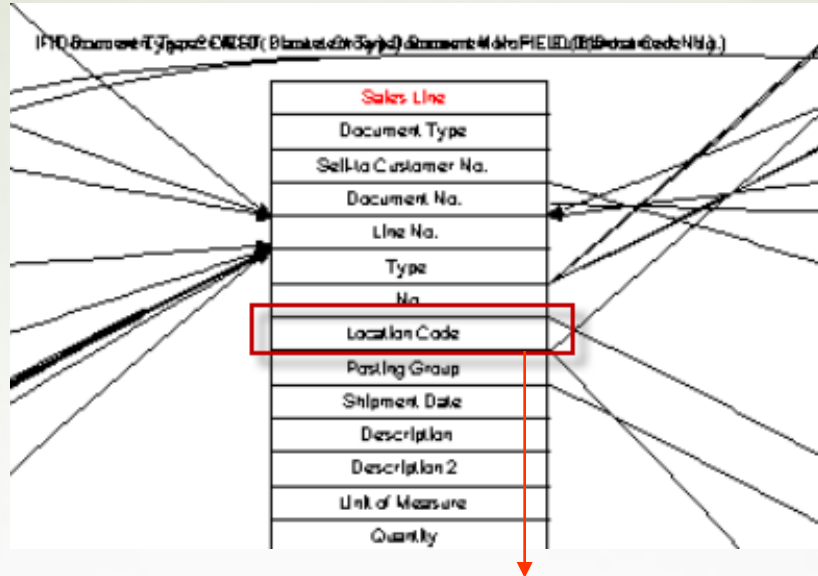 Sales Line
Document Type
Sell-to Customer No.
Document No.
Line No.
Type
No.
Location Code
Posting Group
Shipment Date
Description
Description 2
Unit of Measure
Quantity